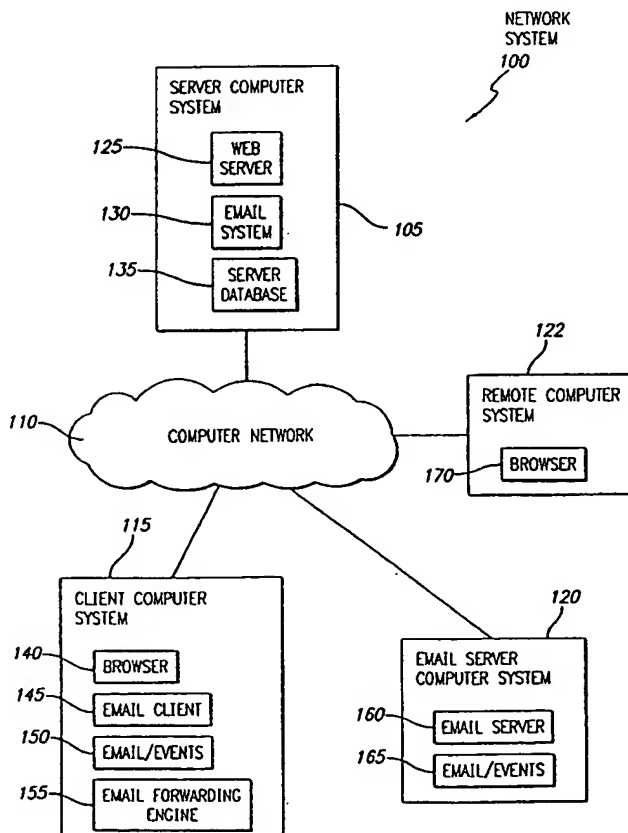 NETWORK
SYSTEM
100
SERVER COMPUTER
SYSTEM
125
WEB
SERVER
130
EMAIL
SYSTEM
105
135
SERVER
DATABASE
122
REMOTE COMPUTER
SYSTEM
110
COMPUTER NETWORK
170
BROWSER
115
CLIENT COMPUTER
SYSTEM
120
140
BROWSER
EMAIL SERVER
COMPUTER SYSTEM
145
EMAIL CLIENT
160
EMAIL SERVER
150
EMAIL/EVENTS
165
EMAIL/EVENTS
155
EMAIL FORWARDING
ENGINE